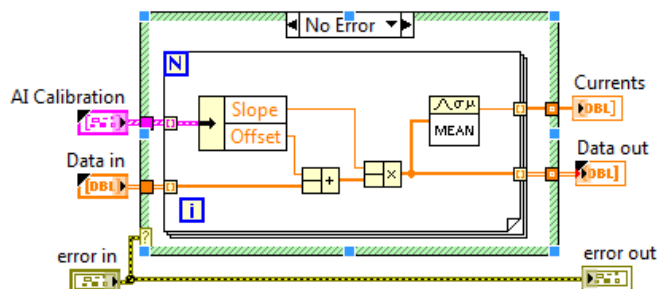 No Error
N
AI Calibration
Slope
Offset
σμ
MEAN
Currents
DBL
Data in
DBL
+
x
Data out
DBL
i
?
error in
error out